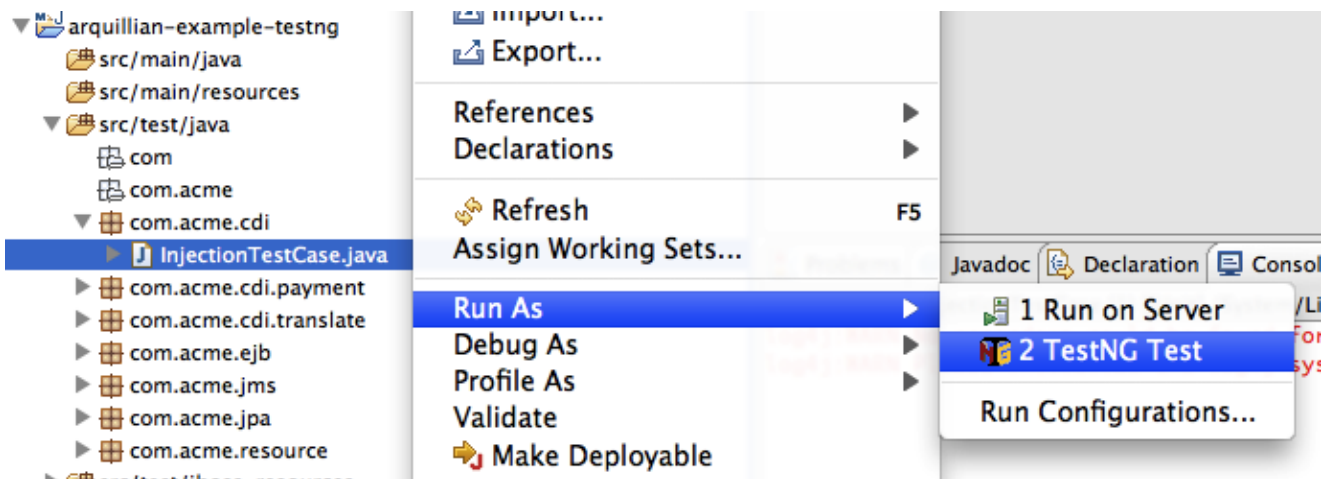 arquillian-example-testng
src/main/java
src/main/resources
src/test/java
com
com.acme
com.acme.cdi
InjectionTestCase.java
com.acme.cdi.payment
com.acme.cdi.translate
com.acme.ejb
com.acme.jms
com.acme.jpa
com.acme.resource
Import...
Export...
References
Declarations
Refresh F5
Assign Working Sets...
Run As
Debug As
Profile As
Validate
Make Deployable
Javadoc Declaration Consol
1 Run on Server
2 TestNG Test
Run Configurations...